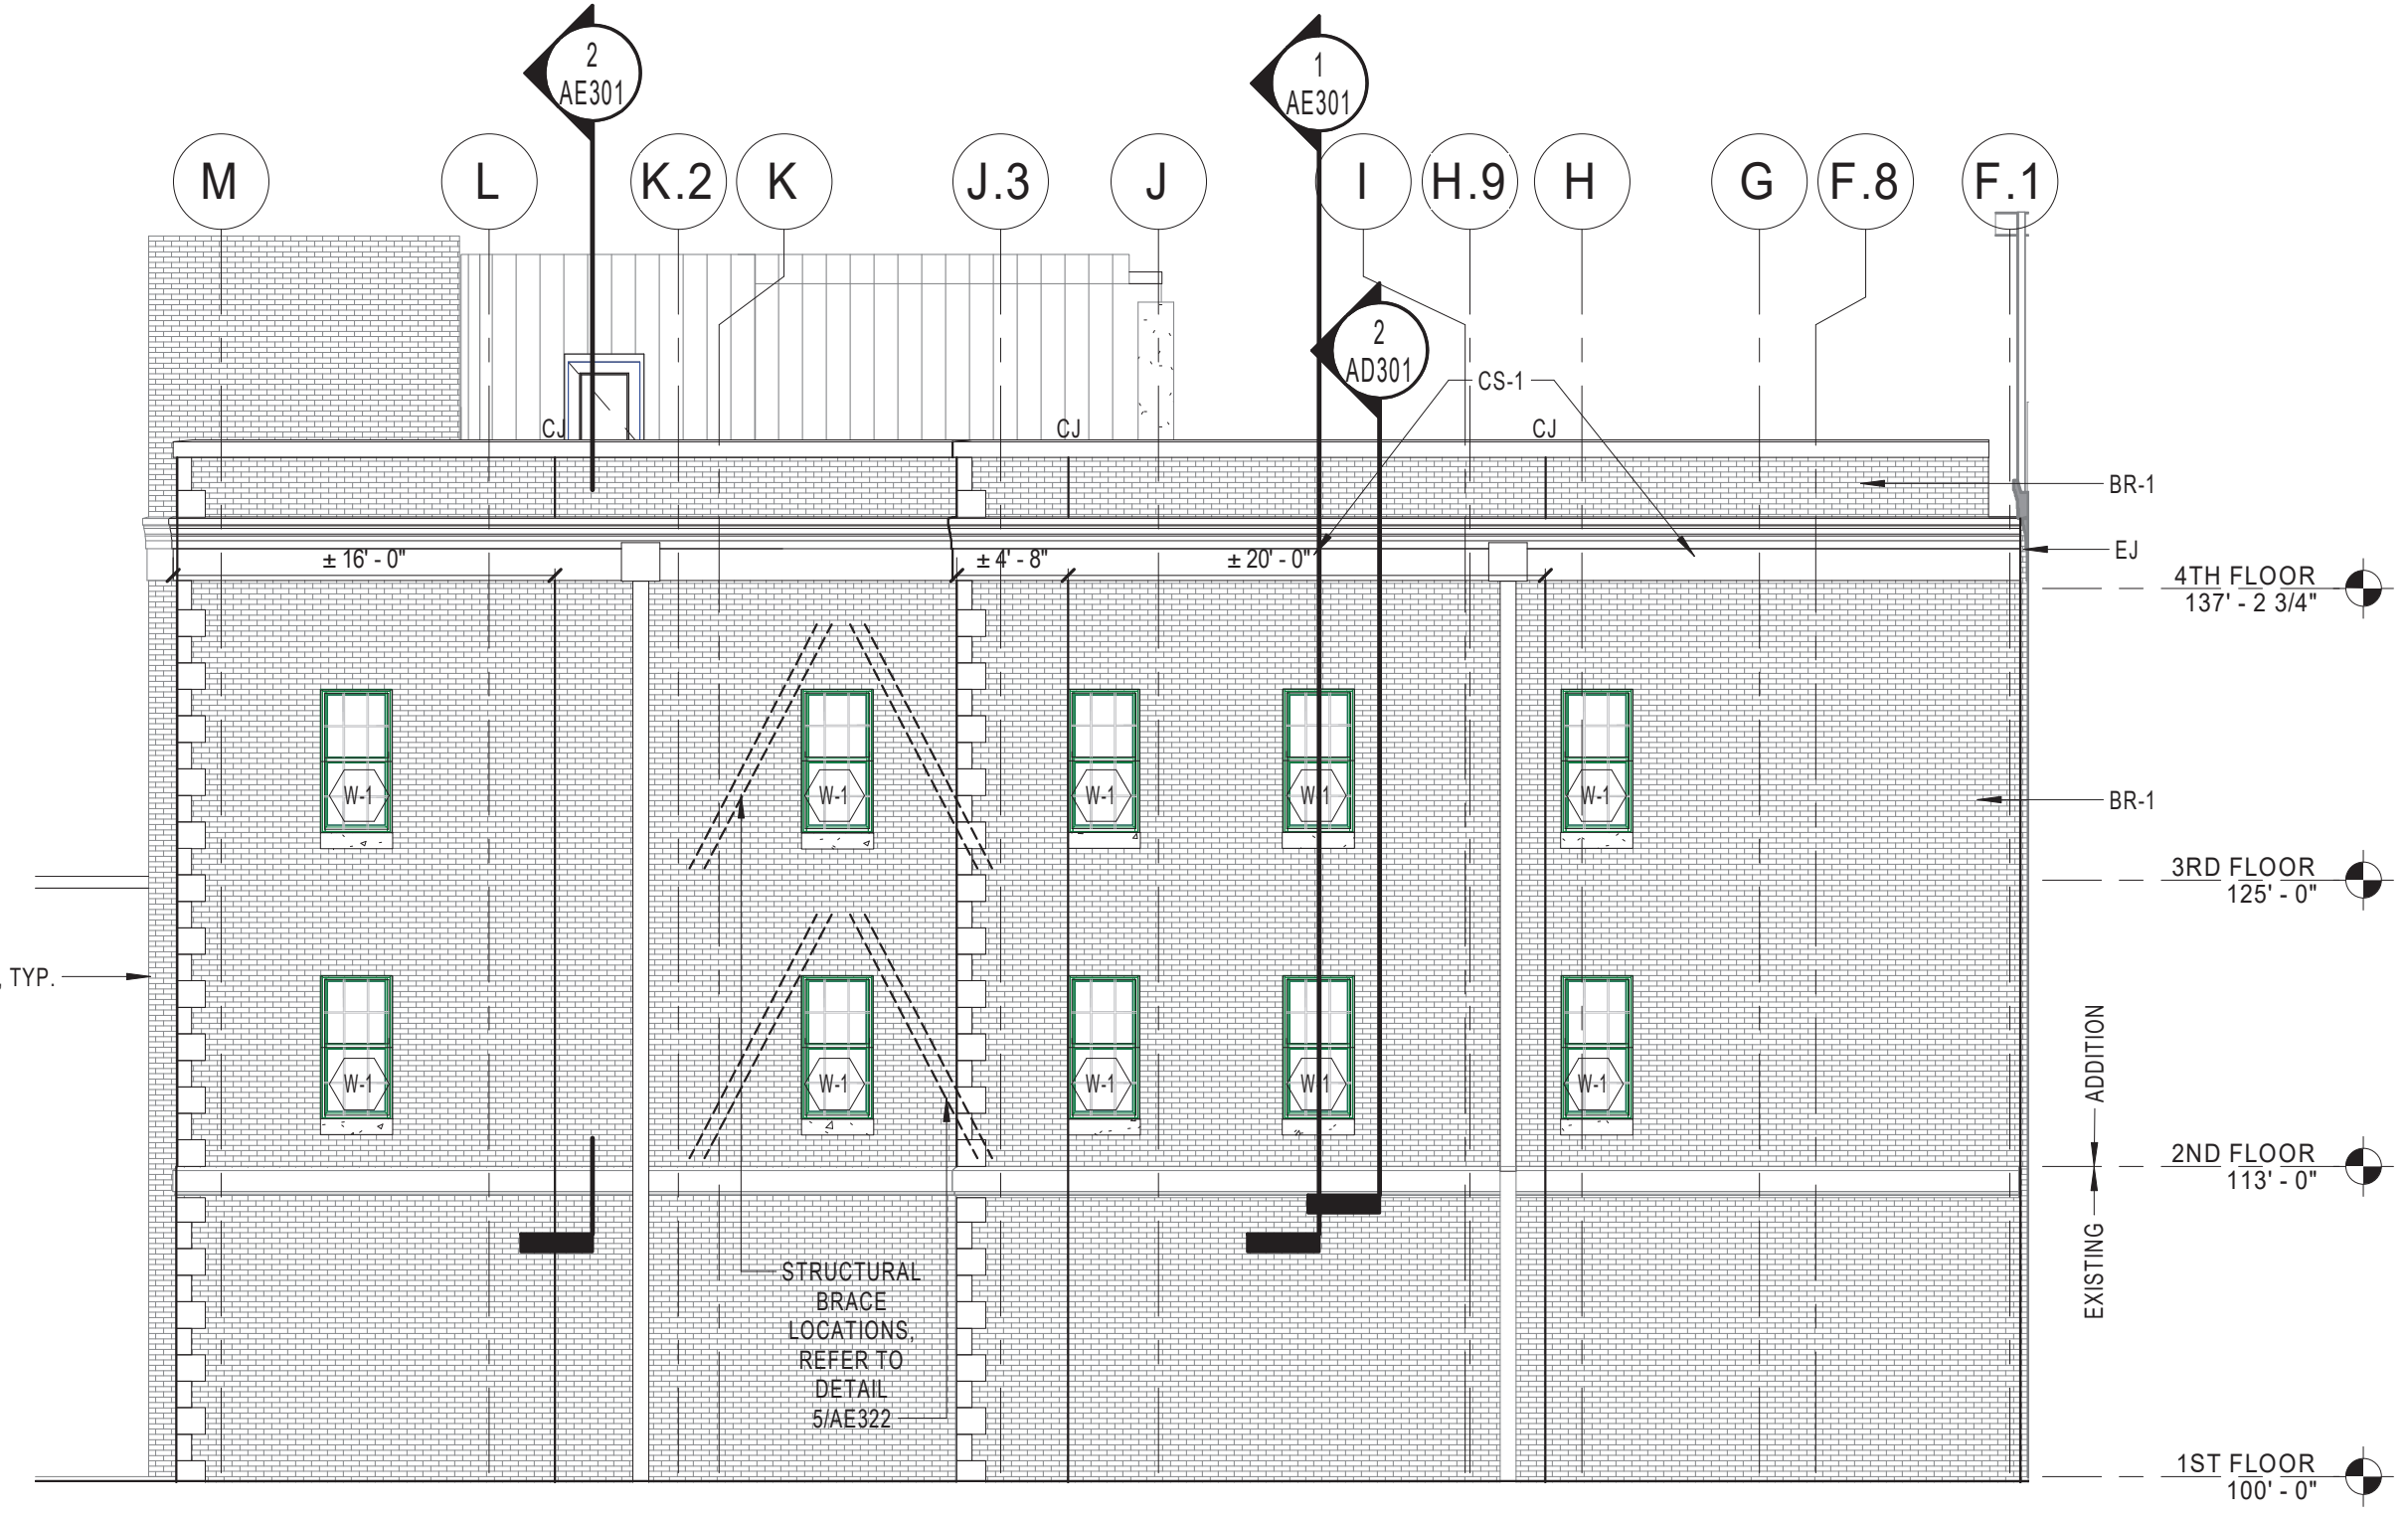 2
AE301
1
AE301
M
L
K.2
K
J.3
J
I
H.9
H
G
F.8
F.1
2
AD301
CS-1
CJ
CJ
CJ
BR-1
EJ
± 16' - 0"
± 4' - 8"
± 20' - 0"
4TH FLOOR
137' - 2 3/4"
W-1
W-1
W-1
W-1
W-1
BR-1
3RD FLOOR
125' - 0"
, TYP.
W-1
W-1
W-1
W-1
W-1
ADDITION
2ND FLOOR
113' - 0"
EXISTING
STRUCTURAL
BRACE
LOCATIONS,
REFER TO
DETAIL
5/AE322
1ST FLOOR
100' - 0"